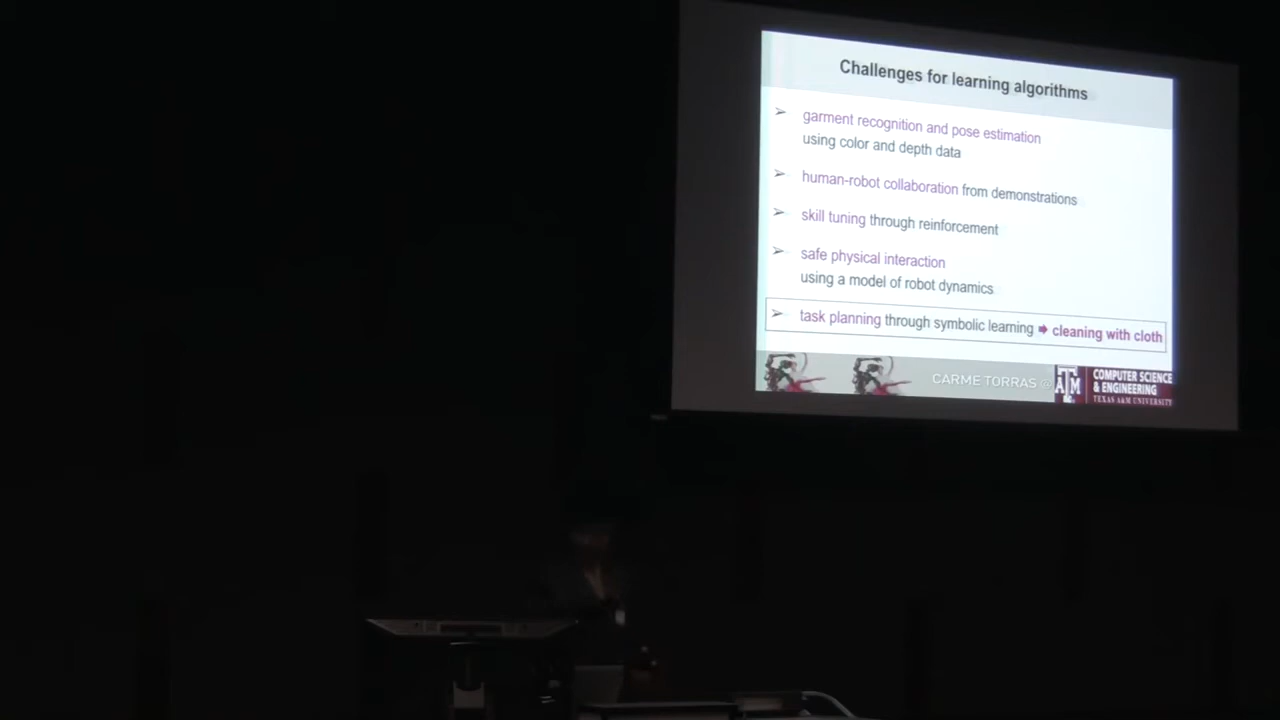 Challenges for learning algorithms
➢ garment recognition and pose estimation
using color and depth data
➢ human-robot collaboration from demonstrations
➢ skill tuning through reinforcement
➢ safe physical interaction
using a model of robot dynamics
➢ task planning through symbolic learning ➡ cleaning with cloth
CARME TORRAS @
ATM
COMPUTER SCIENCE
& ENGINEERING
TEXAS A&M UNIVERSITY